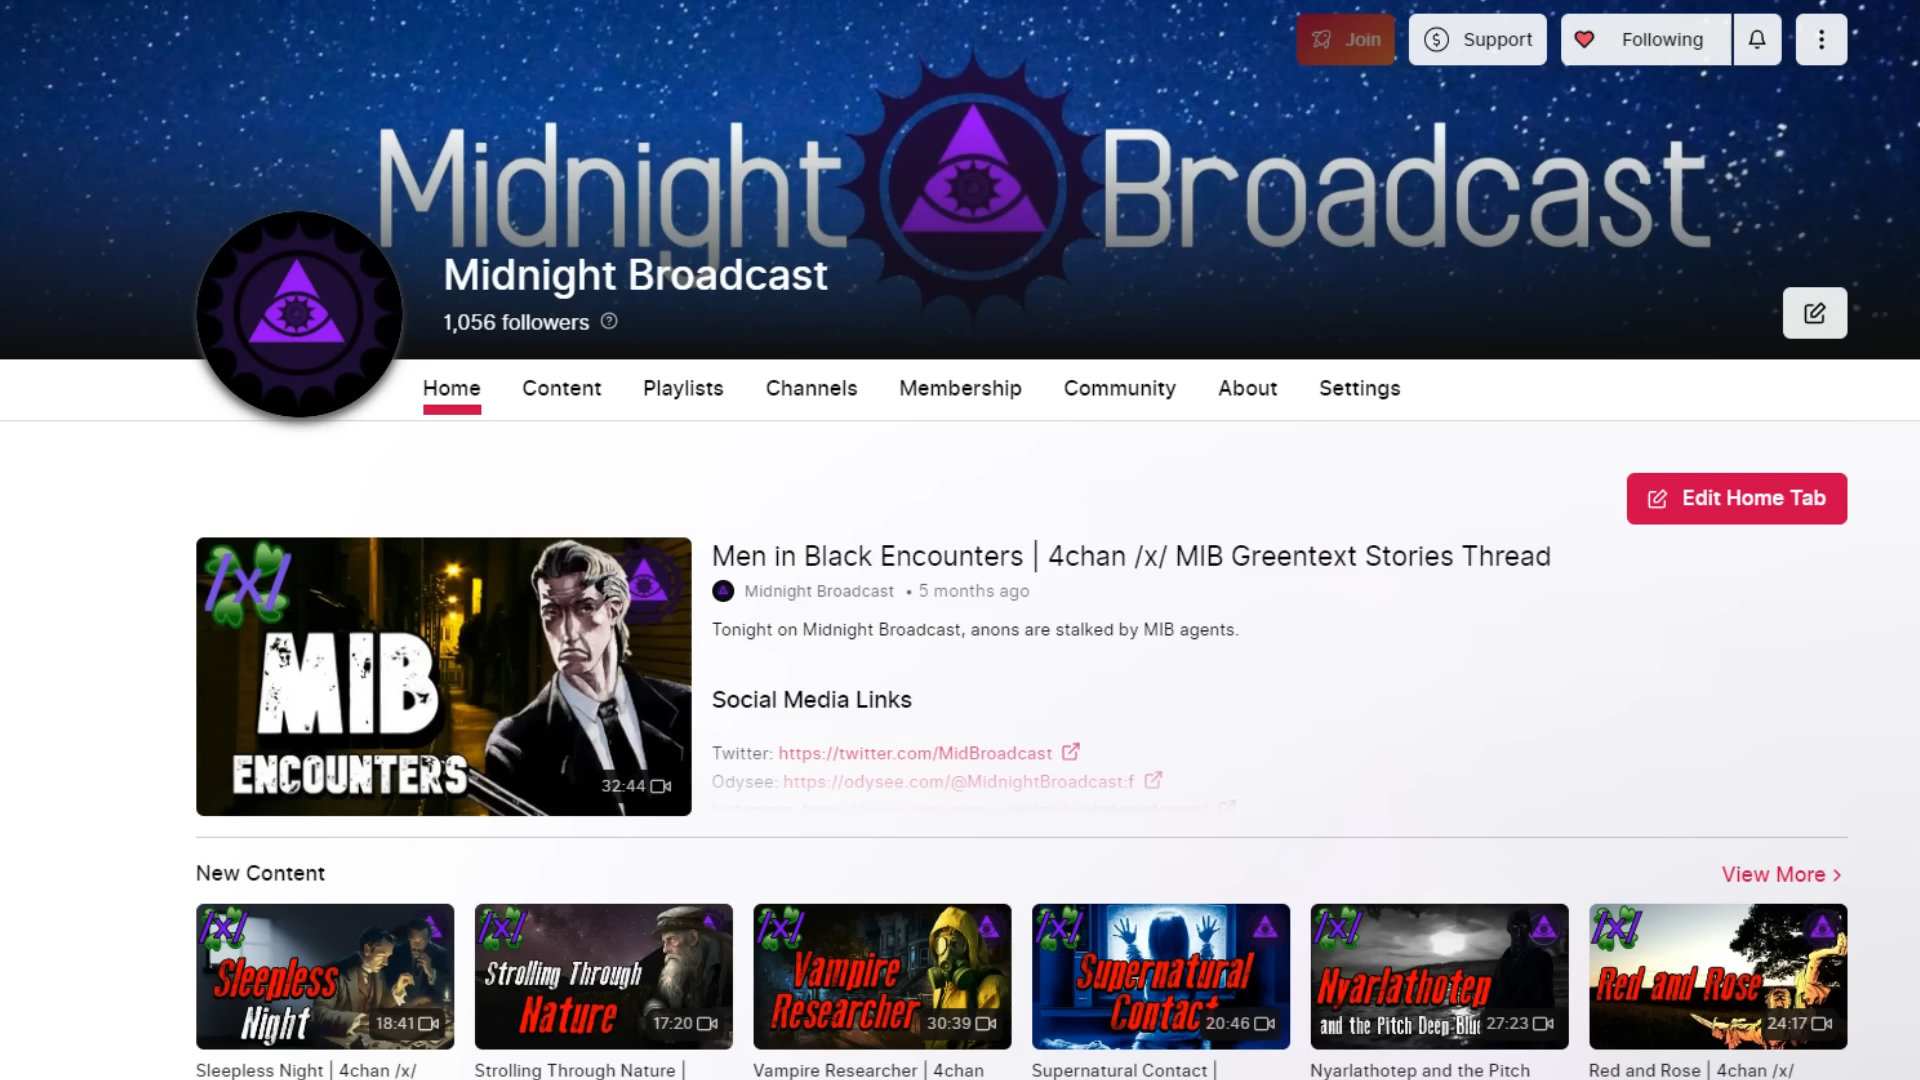 Join
Support
Following
Midnight Broadcast
Midnight Broadcast
1,056 followers
Home
Content
Playlists
Channels
Membership
Community
About
Settings
Edit Home Tab
/x/
MIB
ENCOUNTERS
32:44
Men in Black Encounters | 4chan /x/ MIB Greentext Stories Thread
Midnight Broadcast • 5 months ago
Tonight on Midnight Broadcast, anons are stalked by MIB agents.
Social Media Links
Twitter: https://twitter.com/MidBroadcast
Odysee: https://odysee.com/@MidnightBroadcast:f
New Content
View More
/x/
Sleepless
Night
18:41
/x/
Strolling Through
Nature
17:20
/x/
Vampire
Researcher
30:39
/x/
Supernatural
Contact
20:46
/x/
Nyarlathotep
and the Pitch Deep Blue
27:23
/x/
Red and Rose
24:17
Sleepless Night | 4chan /x/
Strolling Through Nature |
Vampire Researcher | 4chan
Supernatural Contact |
Nyarlathotep and the Pitch
Red and Rose | 4chan /x/